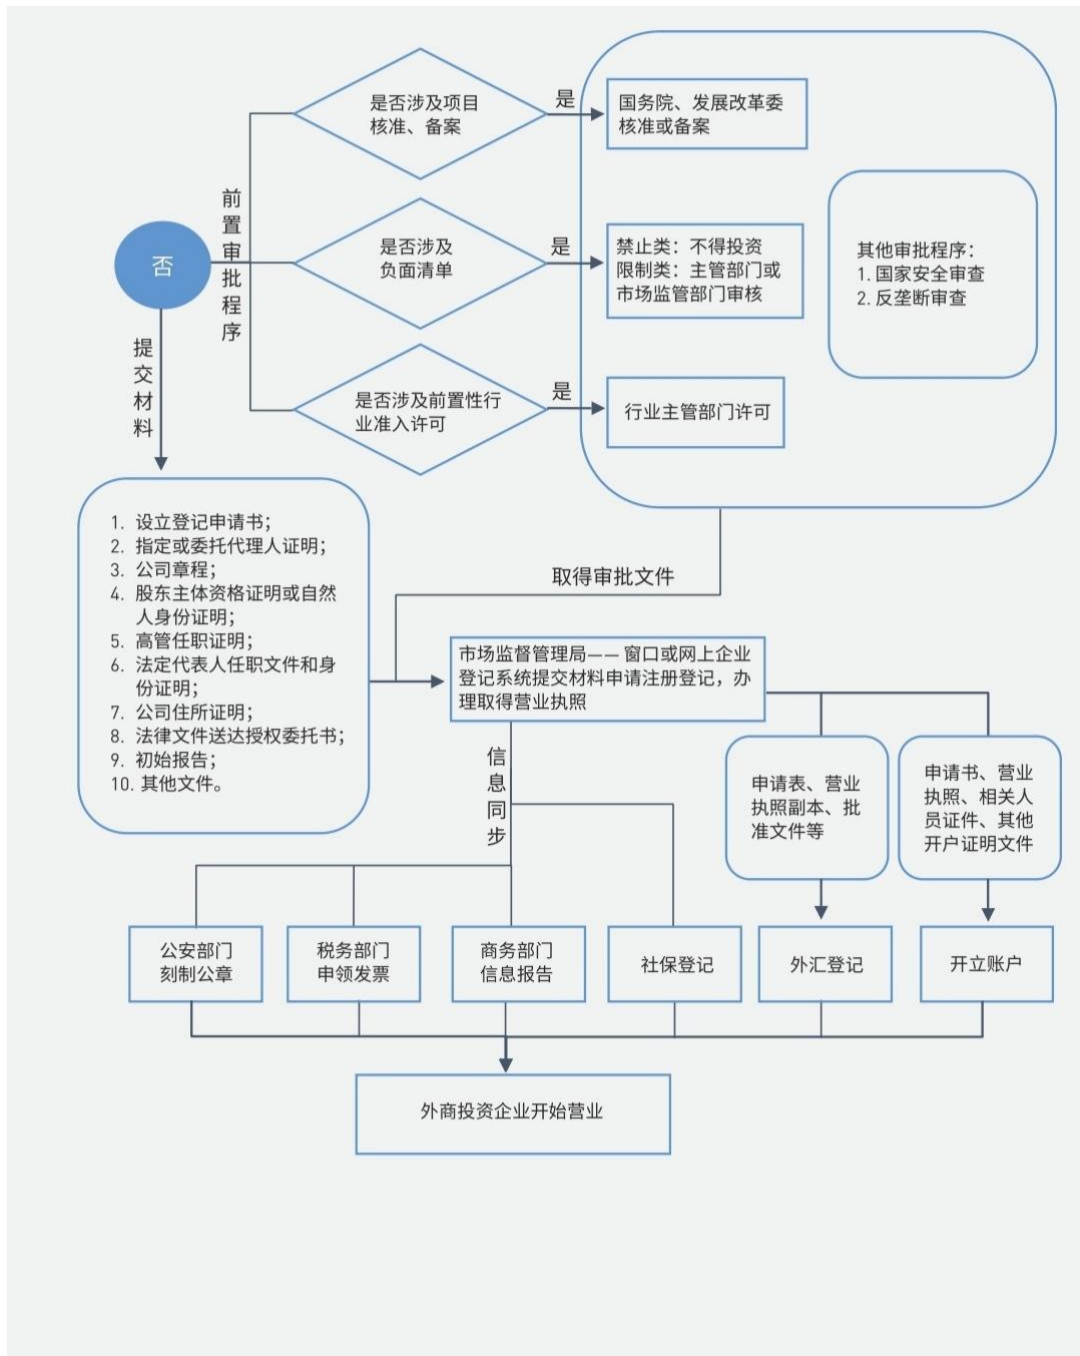 是否涉及项目
核准、备案
是
国务院、发展改革委
核准或备案
前置审批程序
否
是否涉及
负面清单
是
禁止类：不得投资
限制类：主管部门或
市场监管部门审核
其他审批程序：
1. 国家安全审查
2. 反垄断审查
提交材料
是否涉及前置性行
业准入许可
是
行业主管部门许可
1. 设立登记申请书；
2. 指定或委托代理人证明；
3. 公司章程；
4. 股东主体资格证明或自然
人身份证明；
5. 高管任职证明；
6. 法定代表人任职文件和身
份证明；
7. 公司住所证明；
8. 法律文件送达授权委托书；
9. 初始报告；
10. 其他文件。
取得审批文件
市场监督管理局——窗口或网上企业
登记系统提交材料申请注册登记，办
理取得营业执照
信息同步
申请表、营业
执照副本、批
准文件等
申请书、营业
执照、相关人
员证件、其他
开户证明文件
公安部门
刻制公章
税务部门
申领发票
商务部门
信息报告
社保登记
外汇登记
开立账户
外商投资企业开始营业